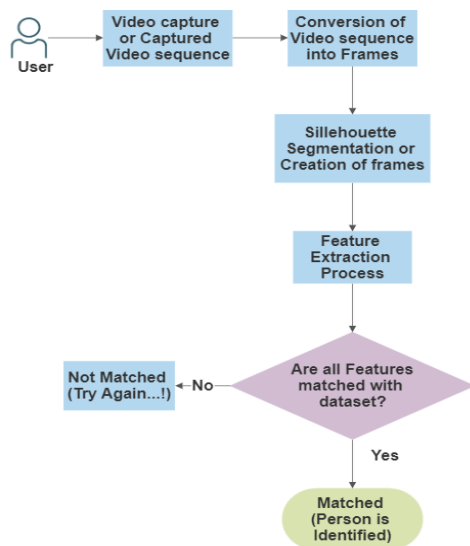 User
Video capture
or Captured
Video sequence
Conversion of
Video sequence
into Frames
Sillehouette
Segmentation or
Creation of frames
Feature
Extraction
Process
Are all Features
matched with
dataset?
No
Not Matched
(Try Again...!)
Yes
Matched
(Person is
Identified)